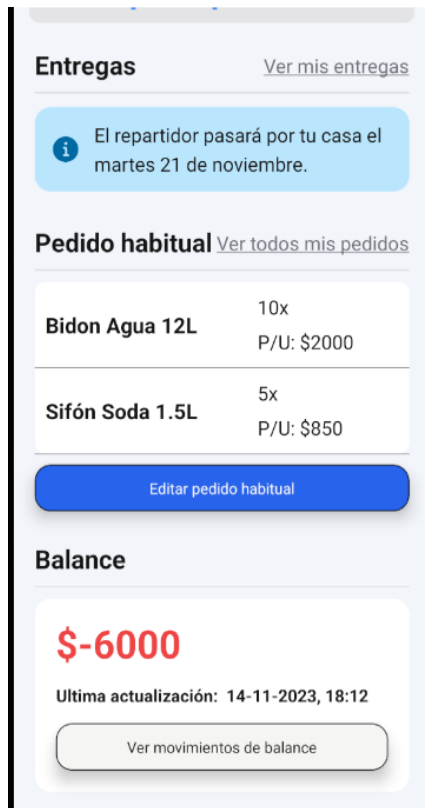 Entregas Ver mis entregas
El repartidor pasará por tu casa el
martes 21 de noviembre.
Pedido habitual Ver todos mis pedidos
Bidon Agua 12L
10x
P/U: $2000
Sifón Soda 1.5L
5x
P/U: $850
Editar pedido habitual
Balance
$-6000
Ultima actualización: 14-11-2023, 18:12
Ver movimientos de balance